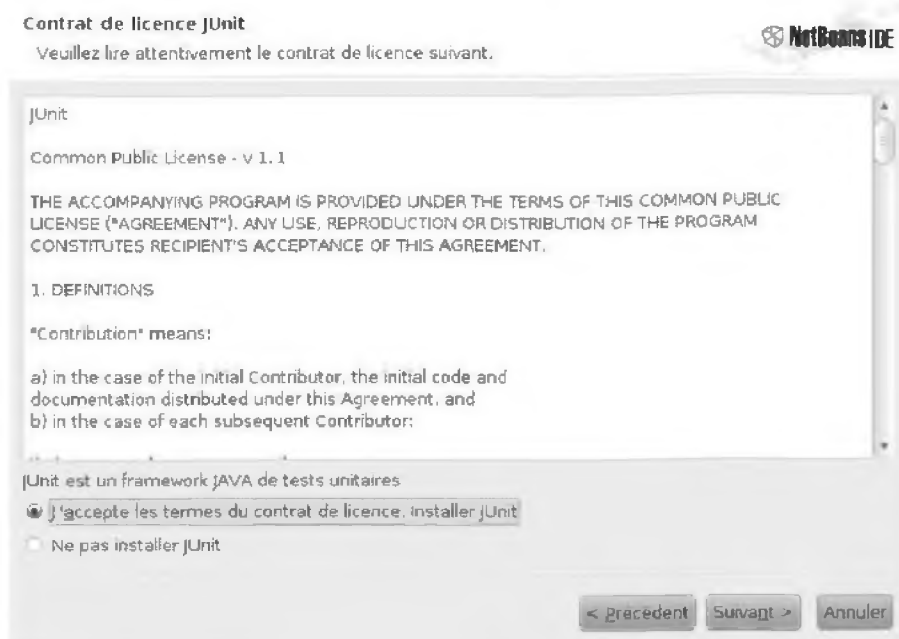 Contrat de licence JUnit
Veuillez lire attentivement le contrat de licence suivant.
NetBeans IDE
JUnit
Common Public License - v 1.1
THE ACCOMPANYING PROGRAM IS PROVIDED UNDER THE TERMS OF THIS COMMON PUBLIC
LICENSE ("AGREEMENT"). ANY USE, REPRODUCTION OR DISTRIBUTION OF THE PROGRAM
CONSTITUTES RECIPIENT'S ACCEPTANCE OF THIS AGREEMENT.
1. DEFINITIONS
"Contribution" means:
a) in the case of the initial Contributor, the initial code and
documentation distributed under this Agreement, and
b) in the case of each subsequent Contributor:
JUnit est un framework JAVA de tests unitaires
J'accepte les termes du contrat de licence. Installer JUnit
Ne pas installer JUnit
< Précédent
Suivant >
Annuler